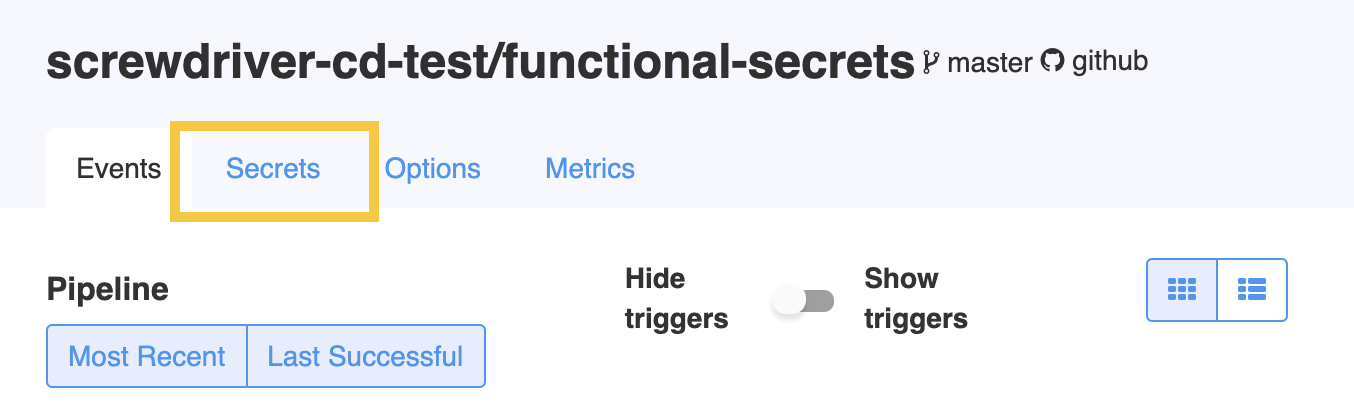 screwdriver-cd-test/functional-secrets master github
Events Secrets Options Metrics
Pipeline
Hide triggers
Show triggers
Most Recent Last Successful